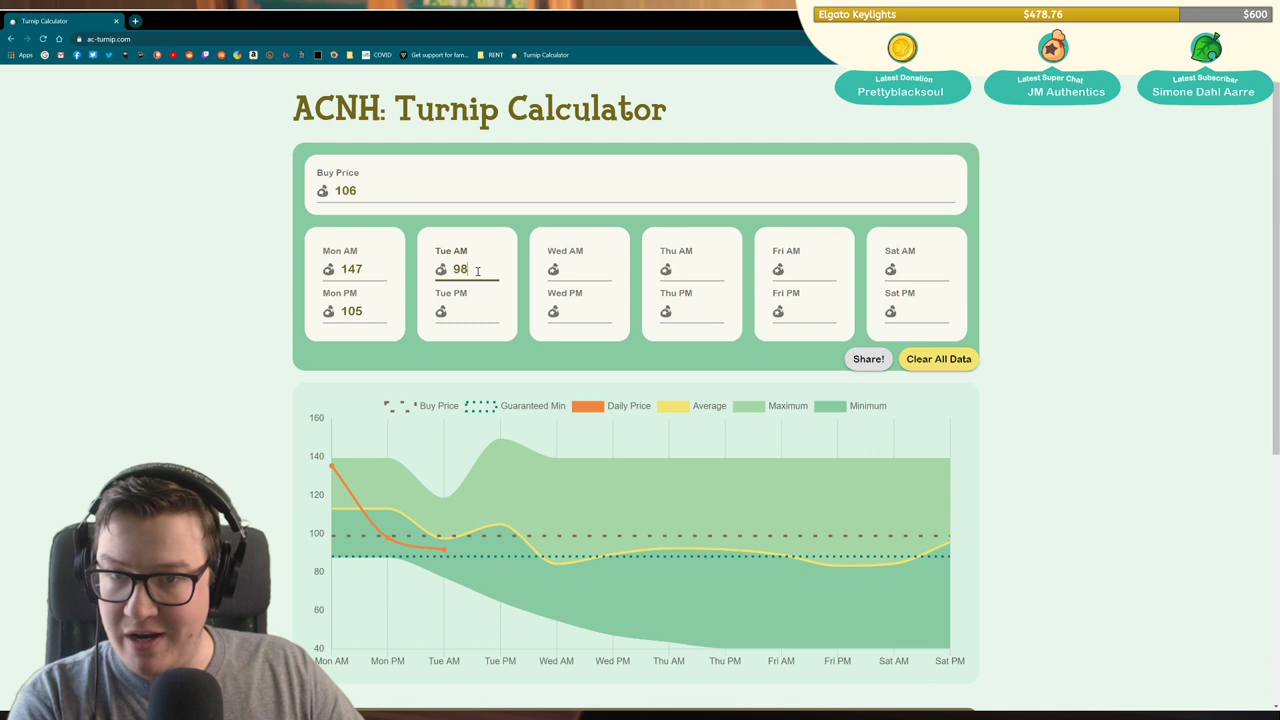 Turnip Calculator
ac-turnip.com
Apps
COVID
Get support for fam...
RENT
Turnip Calculator
Elgato Keylights
$478.76
$600
Latest Donation
Prettyblacksoul
Latest Super Chat
JM Authentics
Latest Subscriber
Simone Dahl Aarre
ACNH: Turnip Calculator
Buy Price
106
Mon AM
147
Mon PM
105
Tue AM
98
Tue PM
Wed AM
Wed PM
Thu AM
Thu PM
Fri AM
Fri PM
Sat AM
Sat PM
Share!
Clear All Data
Buy Price
Guaranteed Min
Daily Price
Average
Maximum
Minimum
160
140
120
100
80
60
40
Mon AM
Mon PM
Tue AM
Tue PM
Wed AM
Wed PM
Thu AM
Thu PM
Fri AM
Fri PM
Sat AM
Sat PM